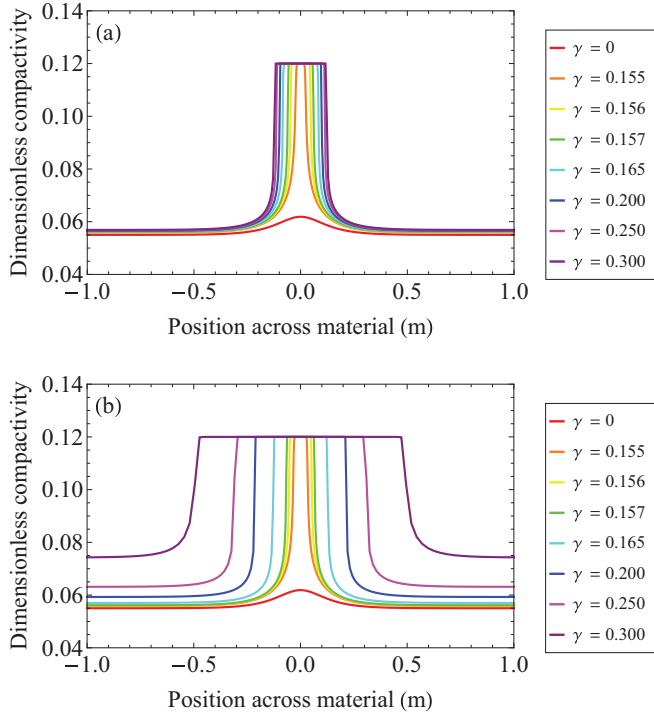 (a)
Dimensionless compactivity
0.14
0.12
0.10
0.08
0.06
0.04
−1.0 −0.5 0.0 0.5 1.0
Position across material (m)
γ = 0
γ = 0.155
γ = 0.156
γ = 0.157
γ = 0.165
γ = 0.200
γ = 0.250
γ = 0.300
(b)
Dimensionless compactivity
0.14
0.12
0.10
0.08
0.06
0.04
−1.0 −0.5 0.0 0.5 1.0
Position across material (m)
γ = 0
γ = 0.155
γ = 0.156
γ = 0.157
γ = 0.165
γ = 0.200
γ = 0.250
γ = 0.300